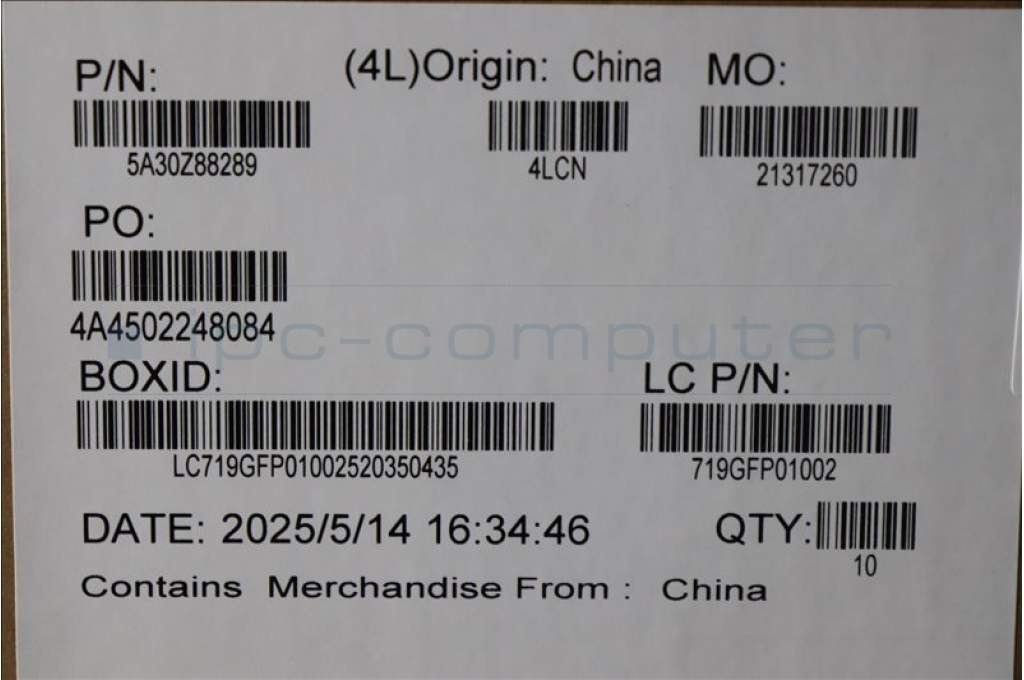 P/N: (4L)Origin: China MO:
5A30Z88289 4LCN 21317260
PO:
4A4502248084
ipc-computer
BOXID: LC P/N:
LC719GFP01002520350435 719GFP01002
DATE: 2025/5/14 16:34:46 QTY:
10
Contains Merchandise From : China